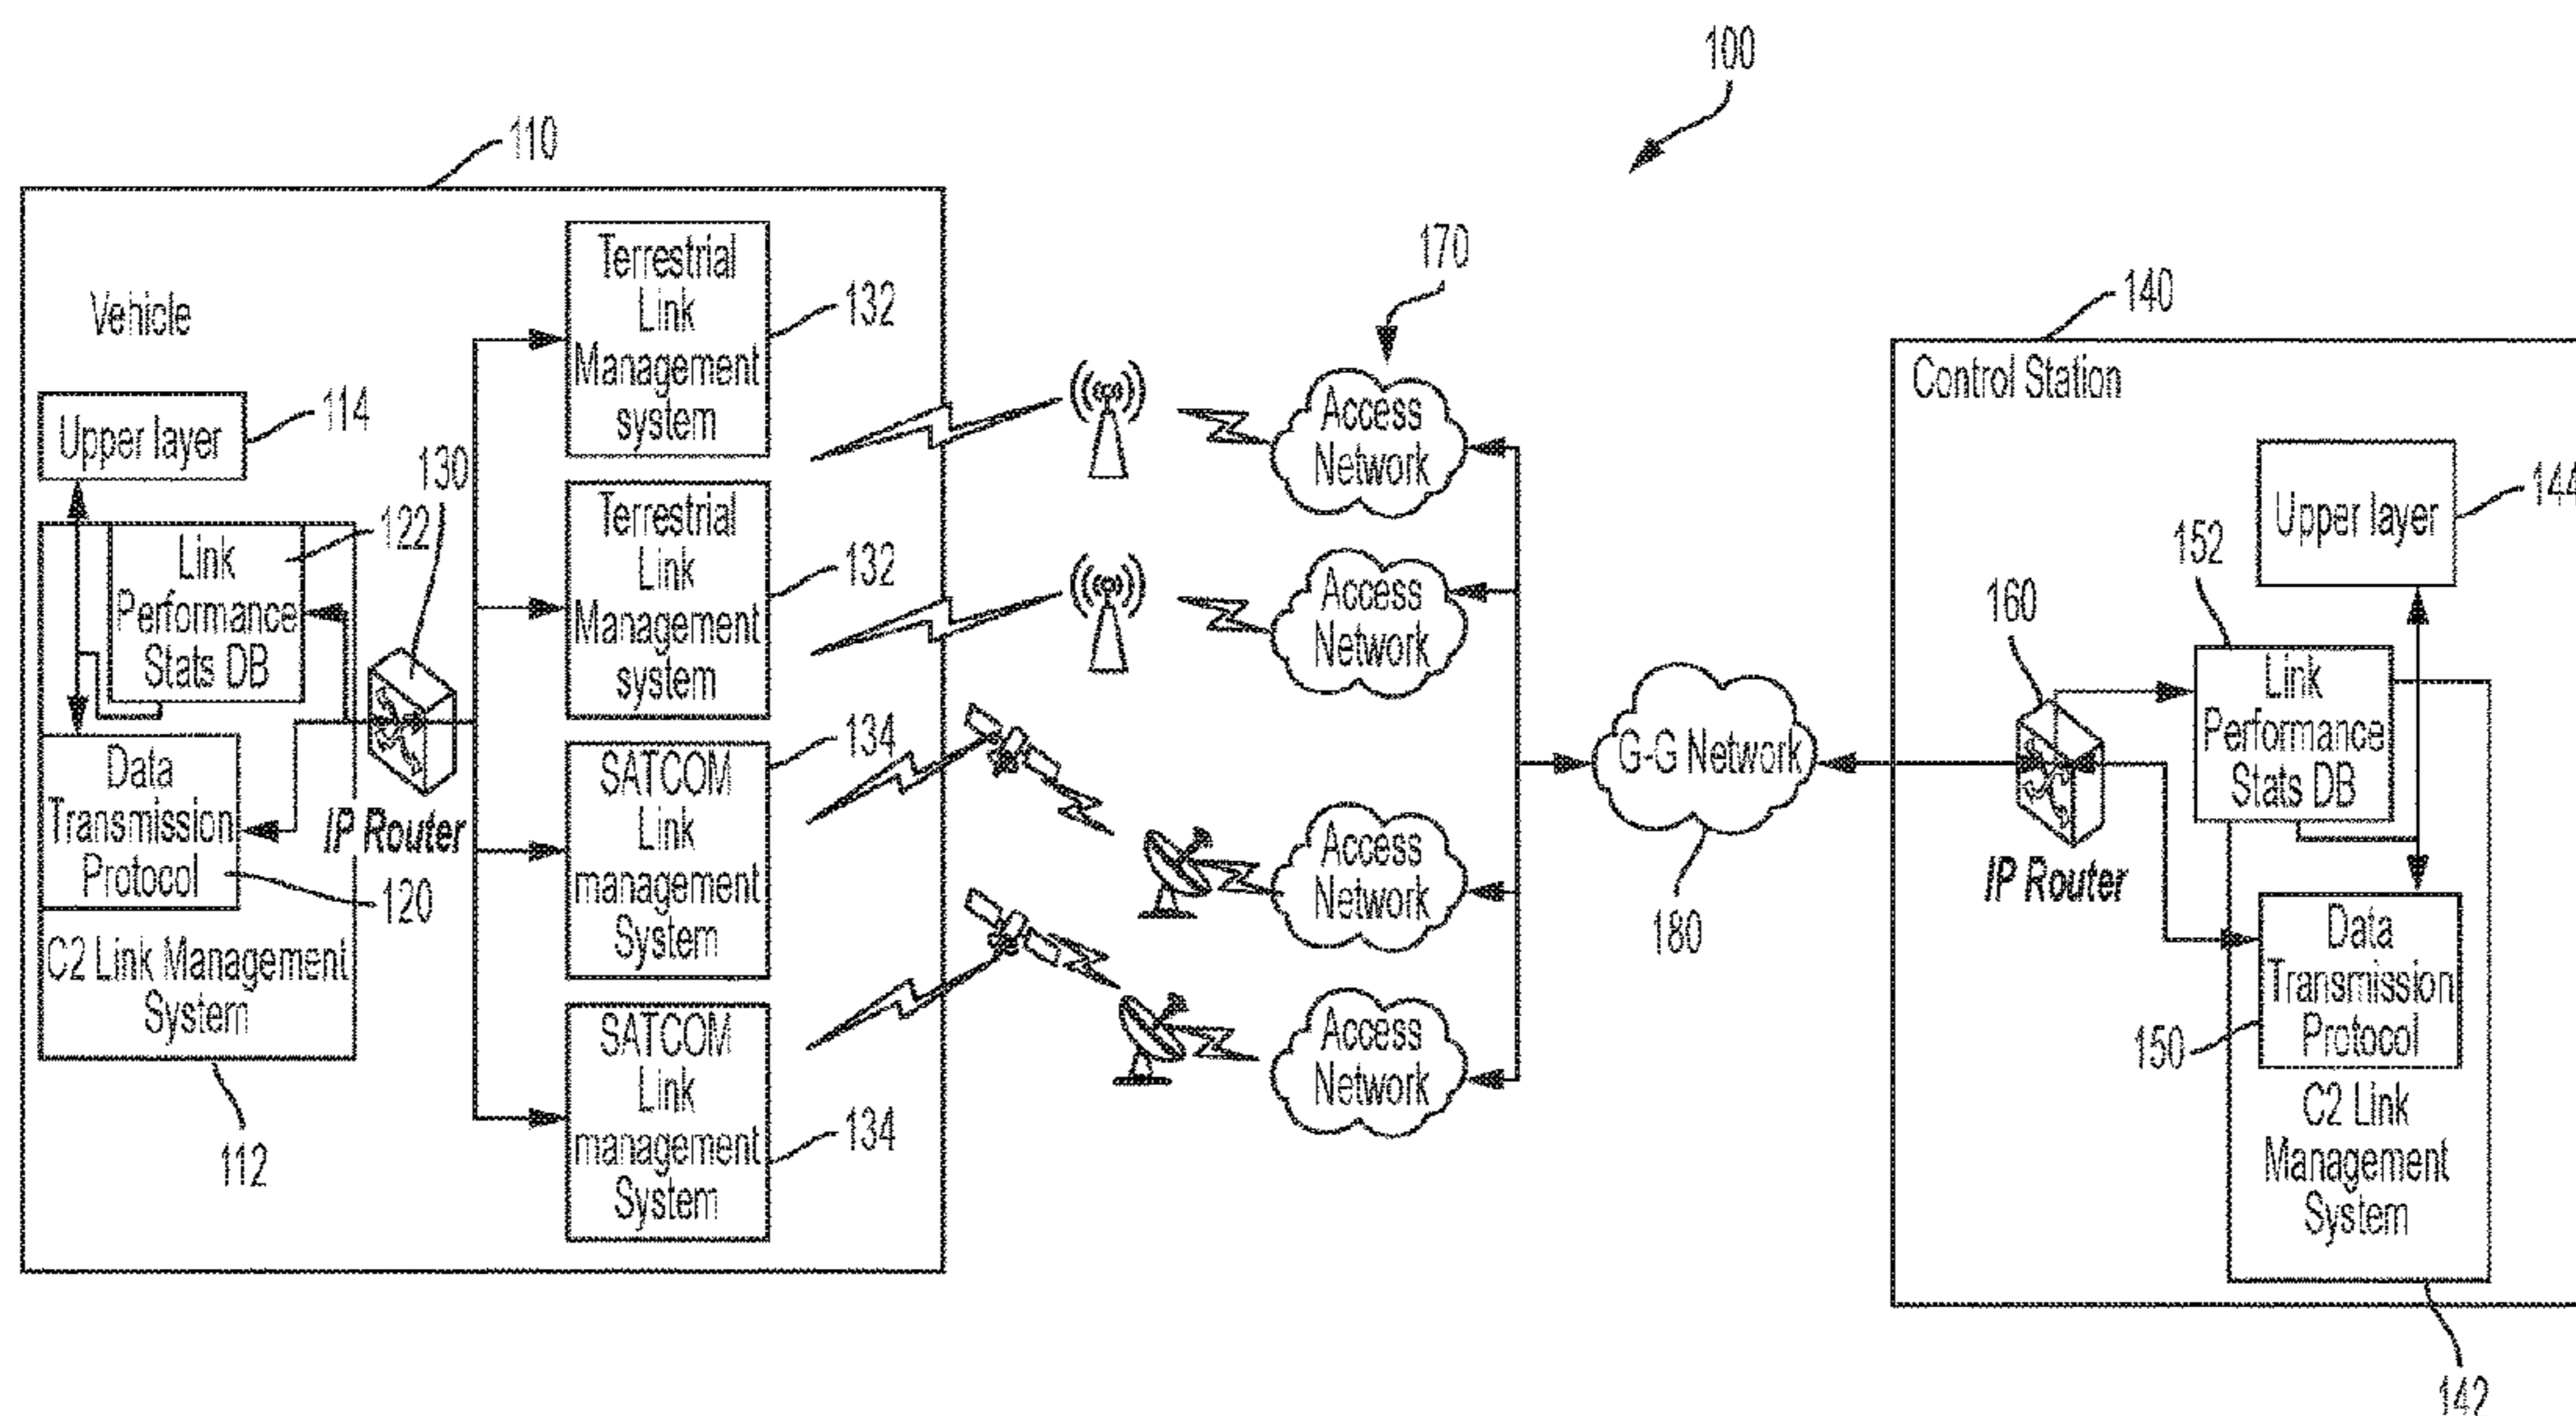 100
110
Vehicle
Upper layer
114
130
Link
Performance
Stats DB
122
Data
Transmission
Protocol
120
IP Router
C2 Link Management
System
112
Terrestrial
Link
Management
system
132
Terrestrial
Link
Management
system
132
SATCOM
Link
management
System
134
SATCOM
Link
management
System
134
170
Access
Network
Access
Network
Access
Network
Access
Network
G-G Network
180
140
Control Station
Upper layer
144
152
160
Link
Performance
Stats DB
IP Router
Data
Transmission
Protocol
150
C2 Link
Management
System
142